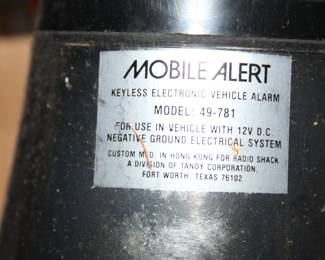 MOBILE ALERT
KEYLESS ELECTRONIC VEHICLE ALARM
MODEL: 49-781
FOR USE IN VEHICLE WITH 12V D.C.
NEGATIVE GROUND ELECTRICAL SYSTEM
CUSTOM M'D. IN HONG KONG FOR RADIO SHACK
A DIVISION OF TANDY CORPORATION,
FORT WORTH, TEXAS 76102